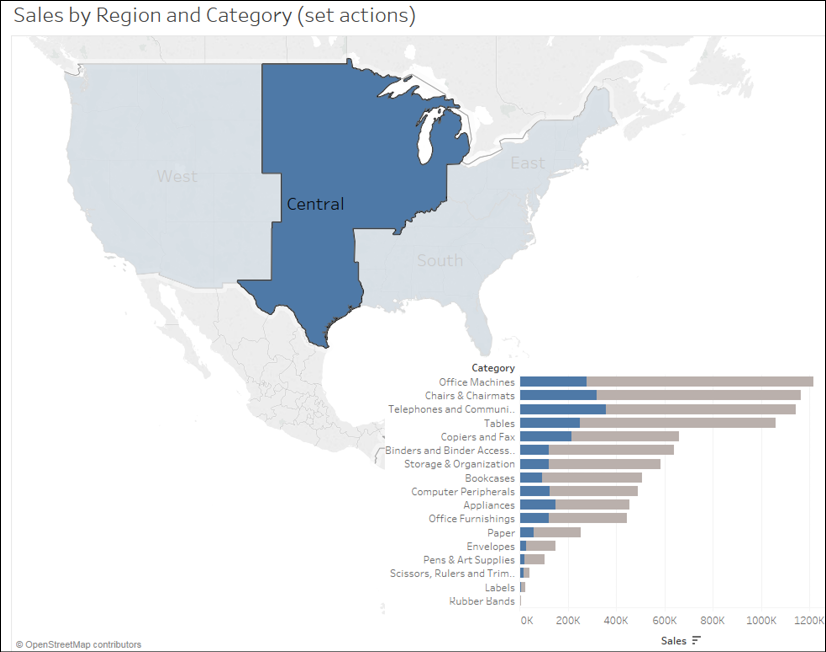 Sales by Region and Category (set actions)
West
Central
East
South
Category
Office Machines
Chairs & Chairmats
Telephones and Communi..
Tables
Copiers and Fax
Binders and Binder Access..
Storage & Organization
Bookcases
Computer Peripherals
Appliances
Office Furnishings
Paper
Envelopes
Pens & Art Supplies
Scissors, Rulers and Trim..
Labels
Rubber Bands
0K 200K 400K 600K 800K 1000K 1200K
Sales
© OpenStreetMap contributors